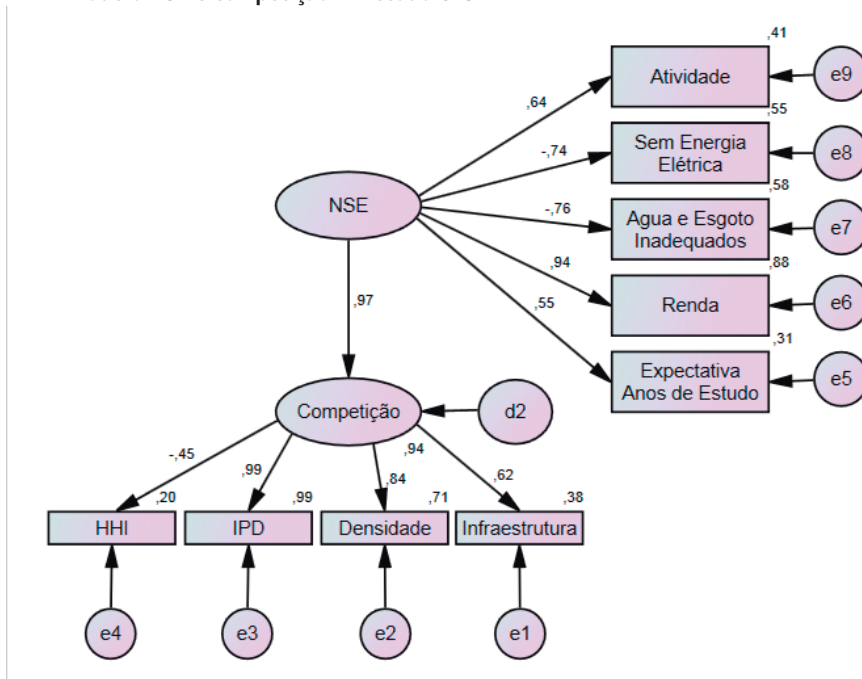 ,41
Atividade
e9
,64
,55
Sem Energia
Elétrica
e8
-,74
,58
NSE
-,76
Agua e Esgoto
Inadequados
e7
,94
,88
Renda
e6
,55
,97
,31
Expectativa
Anos de Estudo
e5
Competição
d2
,94
-,45
,99
,84
,62
,20
,99
,71
,38
HHI
IPD
Densidade
Infraestrutura
e4
e3
e2
e1